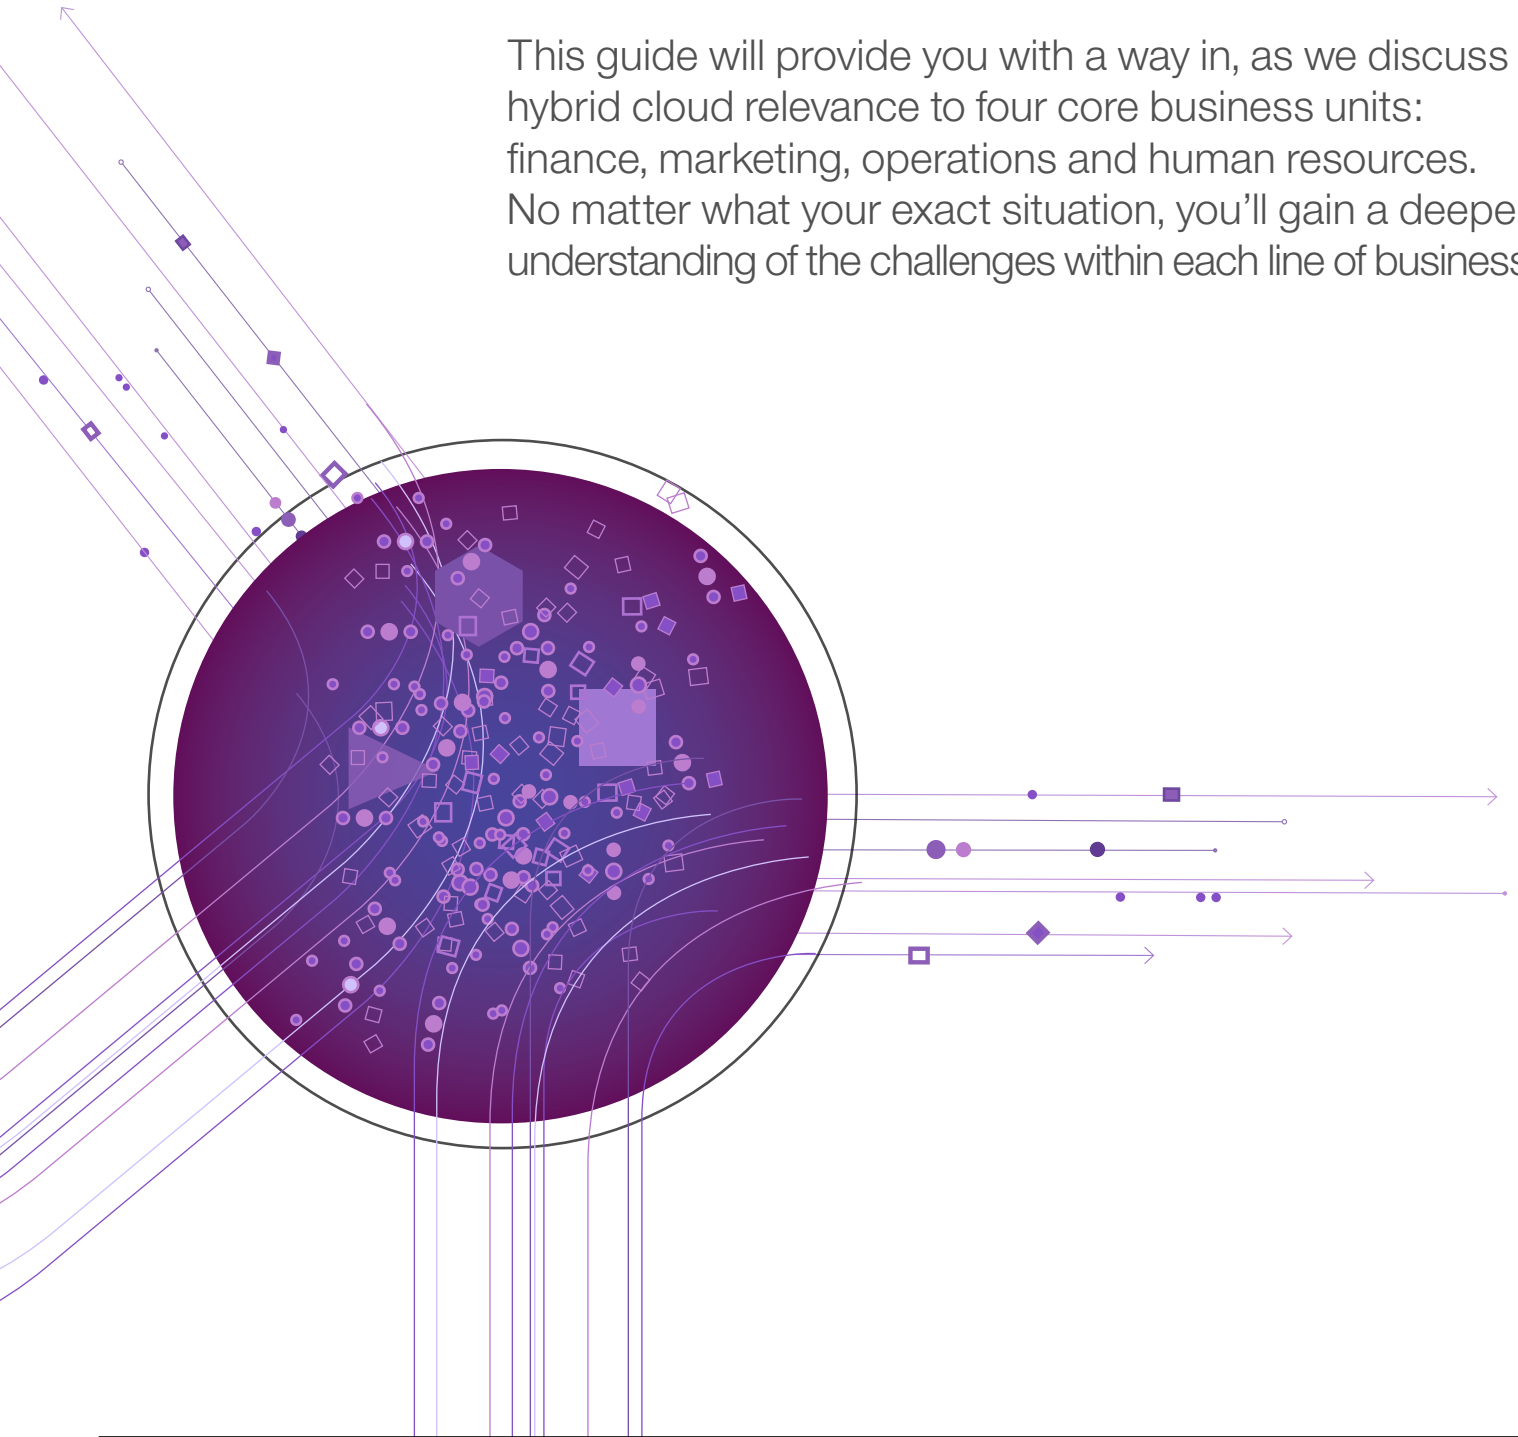 This guide will provide you with a way in, as we discuss
hybrid cloud relevance to four core business units:
finance, marketing, operations and human resources.
No matter what your exact situation, you’ll gain a deepe
understanding of the challenges within each line of business